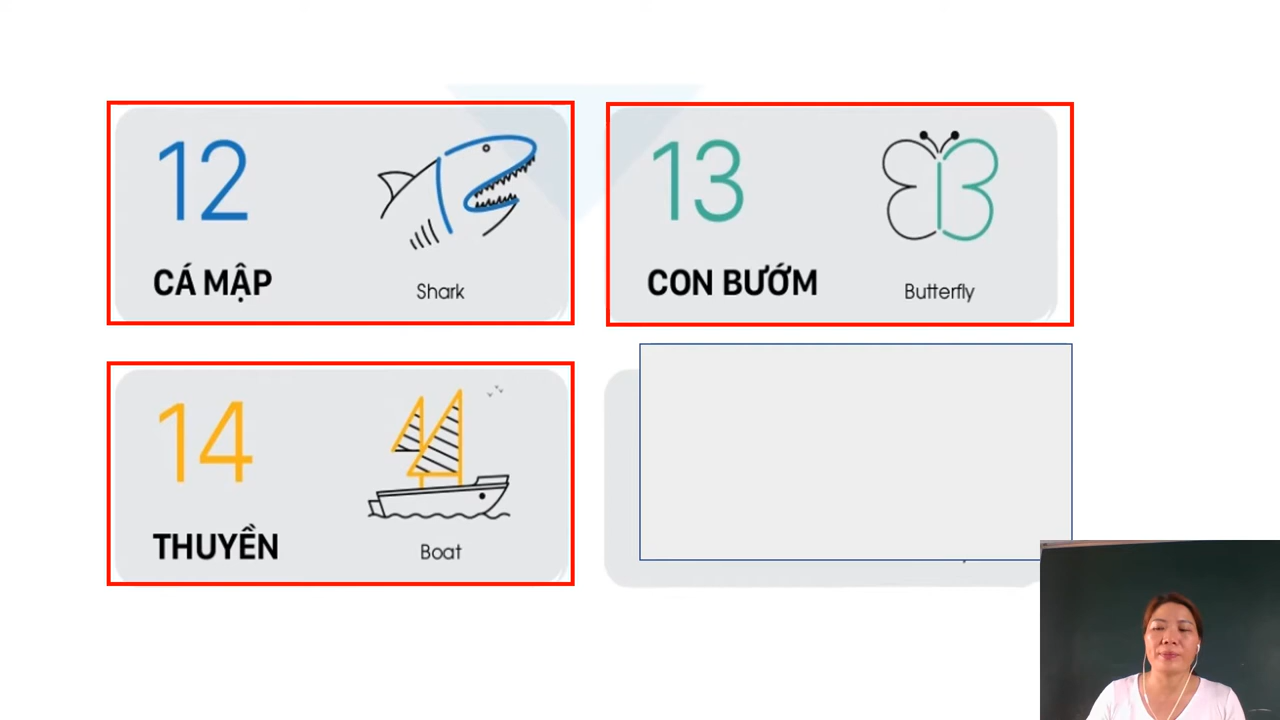 12
CÁ MẬP
Shark
13
CON BƯỚM
Butterfly
14
THUYỀN
Boat